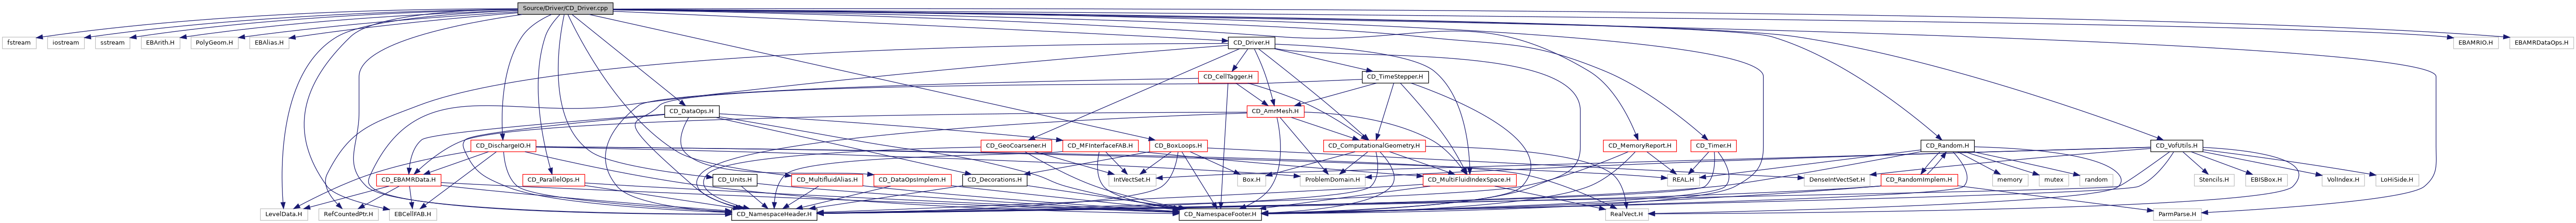 Source/Driver/CD_Driver.cpp
fstream
iostream
sstream
EBArith.H
PolyGeom.H
EBAlias.H
CD_Driver.H
EBAMRIO.H
EBAMRDataOps.H
CD_CellTagger.H
CD_TimeStepper.H
CD_DataOps.H
CD_AmrMesh.H
CD_DischargeIO.H
CD_GeoCoarsener.H
CD_MFInterfaceFAB.H
CD_BoxLoops.H
CD_ComputationalGeometry.H
CD_MemoryReport.H
CD_Timer.H
CD_Random.H
CD_VofUtils.H
CD_EBAMRData.H
CD_ParallelOps.H
CD_Units.H
CD_MultifluidAlias.H
CD_DataOpsImplem.H
CD_Decorations.H
IntVectSet.H
Box.H
ProblemDomain.H
REAL.H
CD_MultiFluidIndexSpace.H
DenseIntVectSet.H
CD_RandomImplem.H
memory
mutex
random
Stencils.H
EBISBox.H
VolIndex.H
LoHiSide.H
LevelData.H
RefCountedPtr.H
EBCellFAB.H
CD_NamespaceHeader.H
CD_NamespaceFooter.H
RealVect.H
ParmParse.H